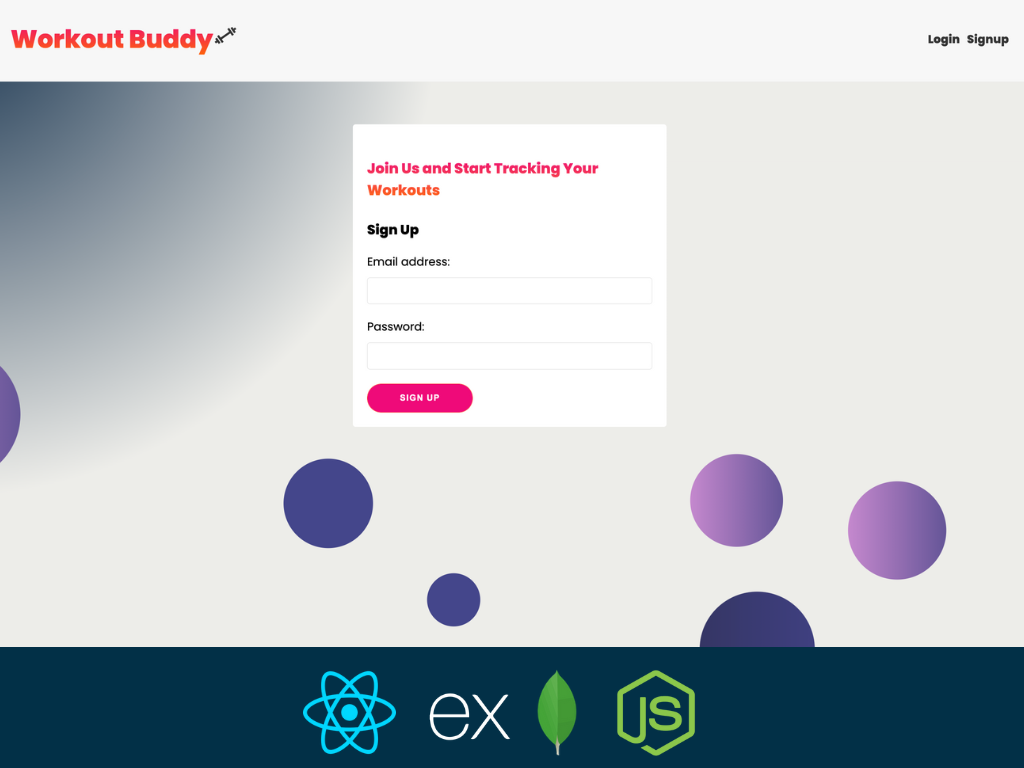 Workout Buddy
Login Signup
Join Us and Start Tracking Your
Workouts
Sign Up
Email address:
Password:
SIGN UP
ex
JS